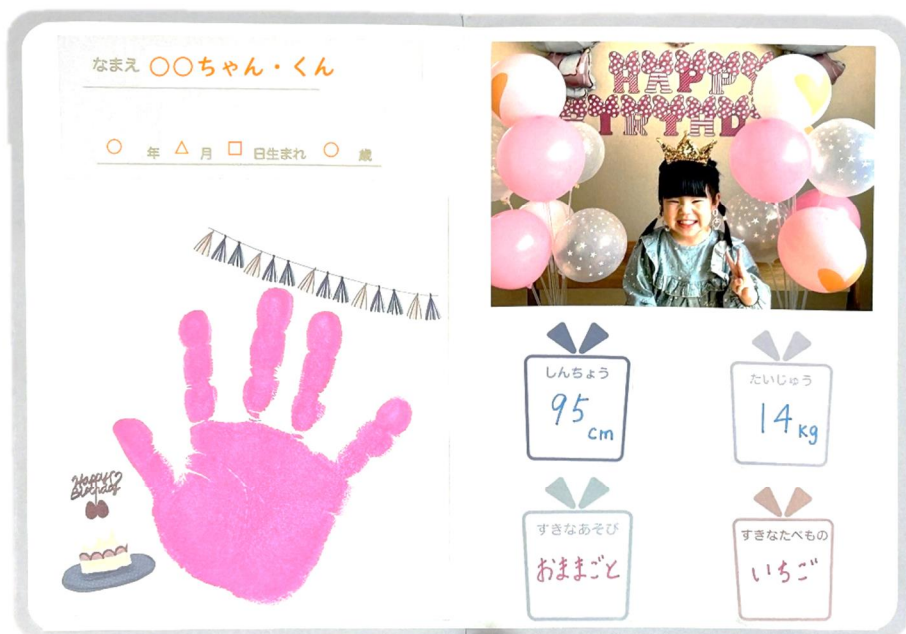 なまえ ○○ちゃん・くん
○ 年 △ 月 □ 日生まれ ○ 歳
Happy
Birthday
HAPPY
BIRTHD
しんちょう
95
cm
たいじゅう
14 kg
すきなあそび
おままごと
すきなたべもの
いちご